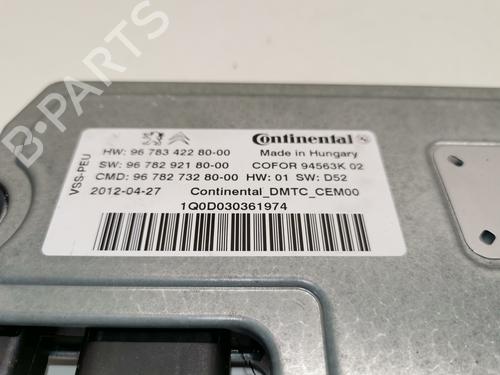 Continental
HW: 96 783 422 80-00 Made in Hungary
SW: 96 782 921 80-00 COFOR 94563K 02
CMD: 96 782 732 80-00 HW: 01 SW: D52
2012-04-27 Continental_DMTC_CEM00
1Q0D030361974
VSS-PEU
B-PARTS